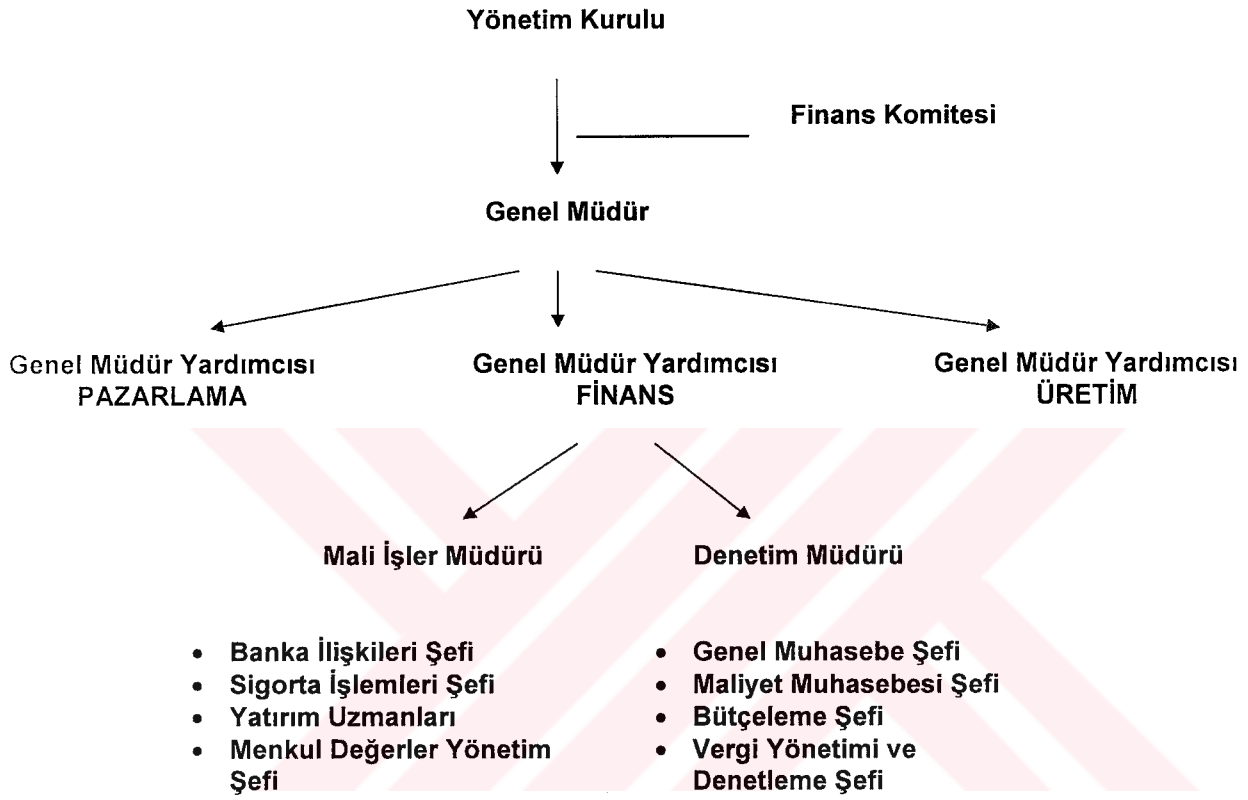 Yönetim Kurulu
Finans Komitesi
Genel Müdür
Genel Müdür Yardımcısı
PAZARLAMA
Genel Müdür Yardımcısı
FİNANS
Genel Müdür Yardımcısı
ÜRETİM
Mali İşler Müdürü
• Banka İlişkileri Şefi
• Sigorta İşlemleri Şefi
• Yatırım Uzmanları
• Menkul Değerler Yönetim
Şefi
Denetim Müdürü
• Genel Muhasebe Şefi
• Maliyet Muhasebesi Şefi
• Bütçeleme Şefi
• Vergi Yönetimi ve
Denetleme Şefi